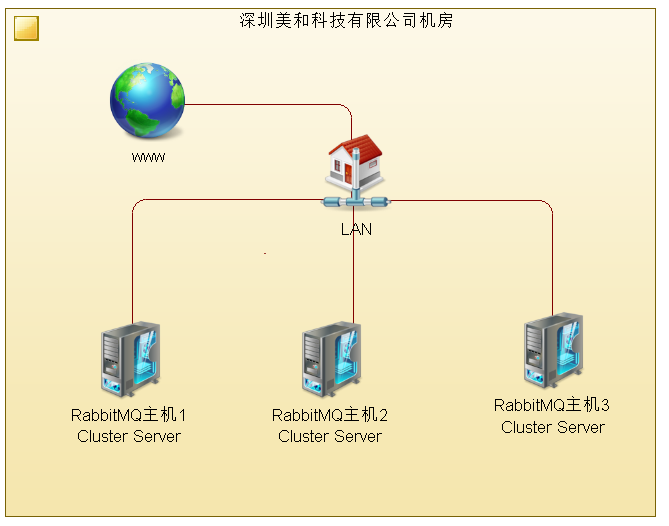 深圳美和科技有限公司机房
www
LAN
RabbitMQ主机1
Cluster Server
RabbitMQ主机2
Cluster Server
RabbitMQ主机3
Cluster Server